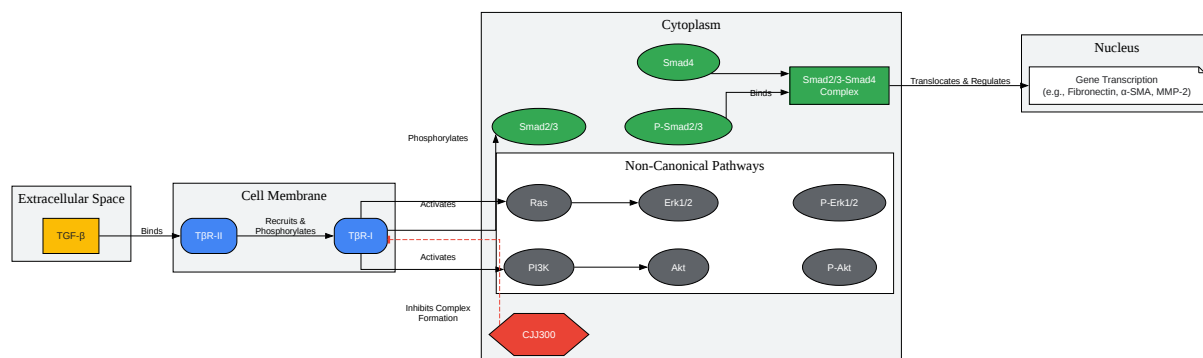 Extracellular Space
TGF-β
Binds
Cell Membrane
TβR-II
Recruits &
Phosphorylates
TβR-I
Phosphorylates
Activates
Activates
Inhibits Complex
Formation
Cytoplasm
Smad4
Smad2/3
P-Smad2/3
Binds
Smad2/3-Smad4
Complex
Non-Canonical Pathways
Ras
Erk1/2
P-Erk1/2
PI3K
Akt
P-Akt
CJJ300
Translocates & Regulates
Nucleus
Gene Transcription
(e.g., Fibronectin, α-SMA, MMP-2)